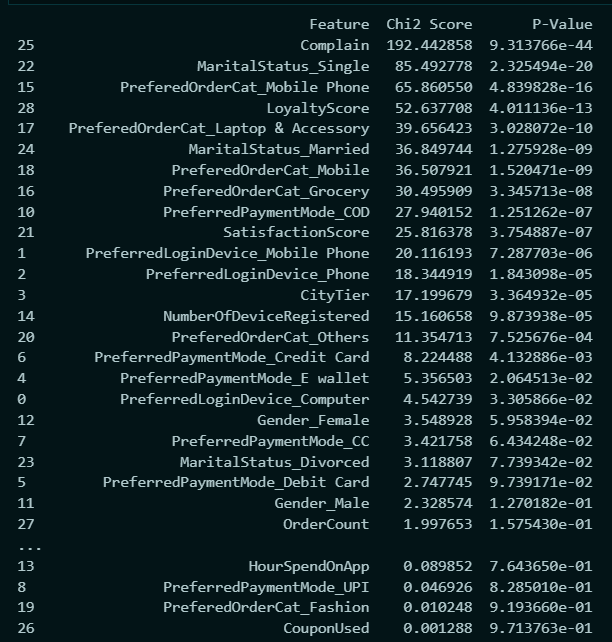 Feature Chi2 Score P-Value
25 Complain 192.442858 9.313766e-44
22 MaritalStatus_Single 85.492778 2.325494e-20
15 PreferedOrderCat_Mobile Phone 65.860550 4.839828e-16
28 LoyaltyScore 52.637708 4.011136e-13
17 PreferedOrderCat_Laptop & Accessory 39.656423 3.028072e-10
24 MaritalStatus_Married 36.849744 1.275928e-09
18 PreferedOrderCat_Mobile 36.507921 1.520471e-09
16 PreferedOrderCat_Grocery 30.495909 3.345713e-08
10 PreferredPaymentMode_COD 27.940152 1.251262e-07
21 SatisfactionScore 25.816378 3.754887e-07
1 PreferredLoginDevice_Mobile Phone 20.116193 7.287703e-06
2 PreferredLoginDevice_Phone 18.344919 1.843098e-05
3 CityTier 17.199679 3.364932e-05
14 NumberOfDeviceRegistered 15.160658 9.873938e-05
20 PreferedOrderCat_Others 11.354713 7.525676e-04
6 PreferredPaymentMode_Credit Card 8.224488 4.132886e-03
4 PreferredPaymentMode_E wallet 5.356503 2.064513e-02
0 PreferredLoginDevice_Computer 4.542739 3.305866e-02
12 Gender_Female 3.548928 5.958394e-02
7 PreferredPaymentMode_CC 3.421758 6.434248e-02
23 MaritalStatus_Divorced 3.118807 7.739342e-02
5 PreferredPaymentMode_Debit Card 2.747745 9.739171e-02
11 Gender_Male 2.328574 1.270182e-01
27 OrderCount 1.997653 1.575430e-01
...
13 HourSpendOnApp 0.089852 7.643650e-01
8 PreferredPaymentMode_UPI 0.046926 8.285010e-01
19 PreferedOrderCat_Fashion 0.010248 9.193660e-01
26 CouponUsed 0.001288 9.713763e-01